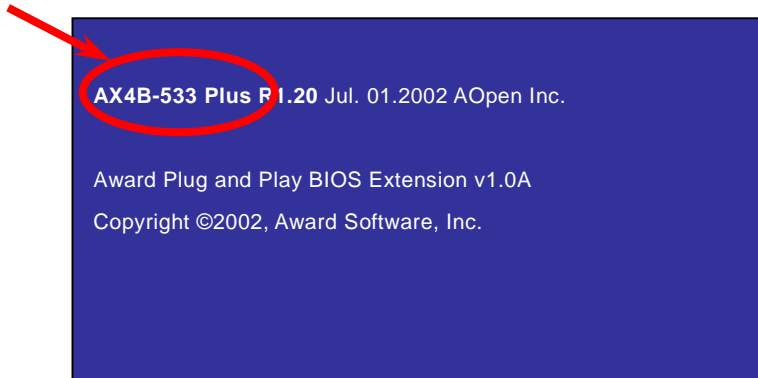 AX4B-533 Plus R1.20 Jul. 01.2002 AOpen Inc.
Award Plug and Play BIOS Extension v1.0A
Copyright ©2002, Award Software, Inc.